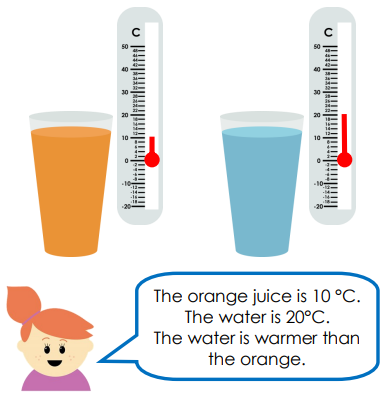 C
50
40
30
20
10
0
-10
-20
C
50
40
30
20
10
0
-10
-20
The orange juice is 10 °C.
The water is 20°C.
The water is warmer than
the orange.